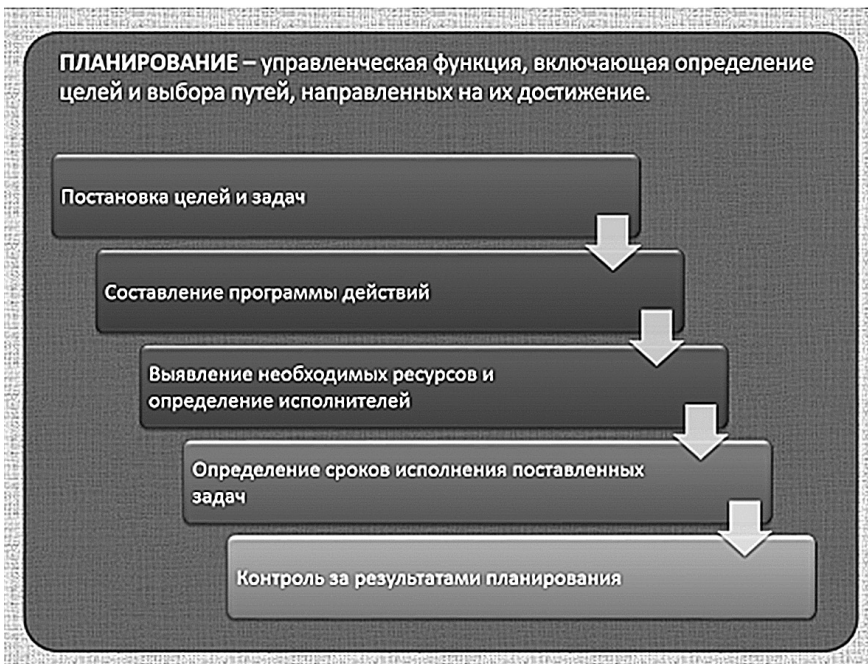 ПЛАНИРОВАНИЕ – управленческая функция, включающая определение
целей и выбора путей, направленных на их достижение.
Постановка целей и задач
Составление программы действий
Выявление необходимых ресурсов и
определение исполнителей
Определение сроков исполнения поставленных
задач
Контроль за результатами планирования